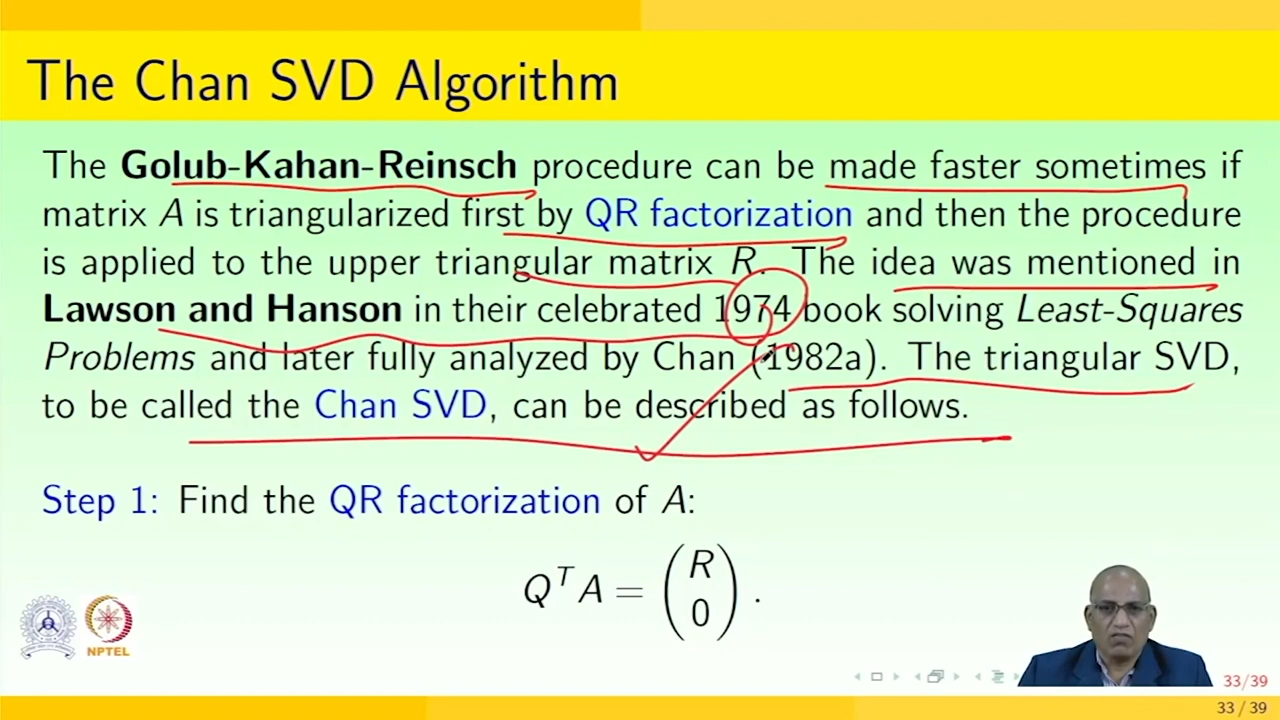 The Chan SVD Algorithm
The Golub-Kahan-Reinsch procedure can be made faster sometimes if
matrix A is triangularized first by QR factorization and then the procedure
is applied to the upper triangular matrix R. The idea was mentioned in
Lawson and Hanson in their celebrated 1974 book solving Least-Squares
Problems and later fully analyzed by Chan (1982a). The triangular SVD,
to be called the Chan SVD, can be described as follows.
Step 1: Find the QR factorization of A:
Q^T A = (R
0).
NPTEL
33/39
33 / 39